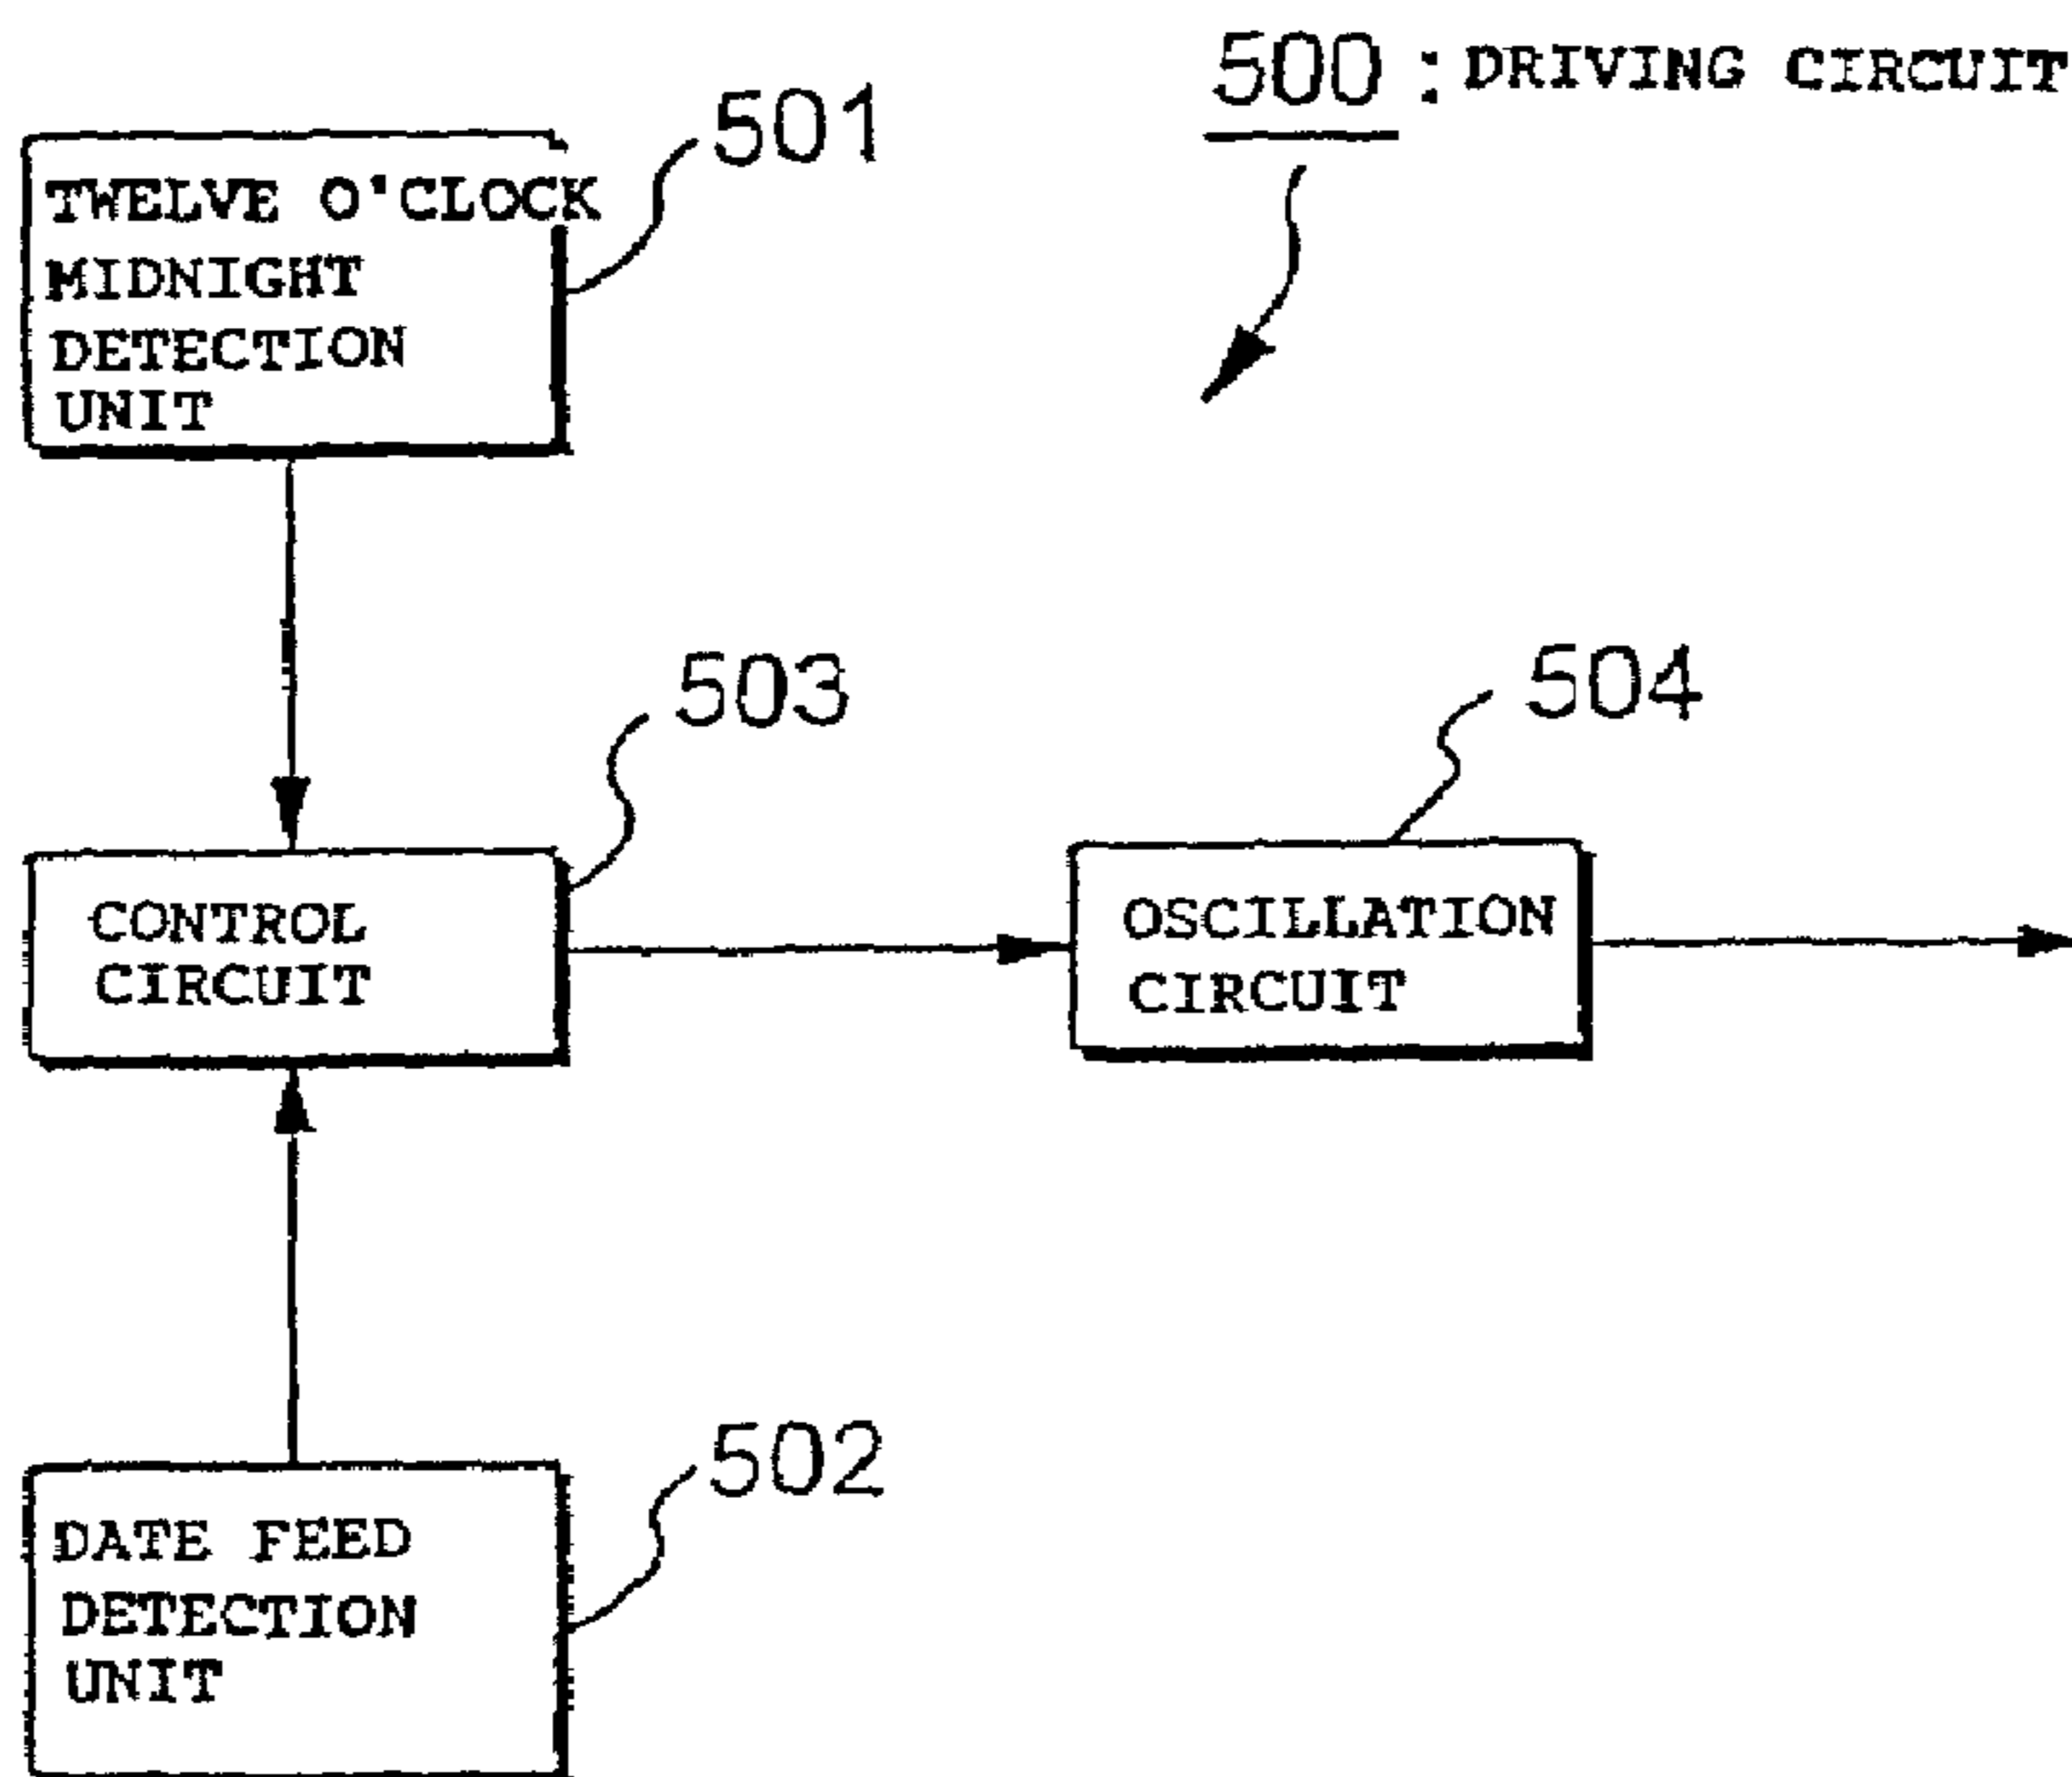 500 : DRIVING CIRCUIT
501
TWELVE O'CLOCK
MIDNIGHT
DETECTION
UNIT
503
504
CONTROL
CIRCUIT
OSCILLATION
CIRCUIT
502
DATE FEED
DETECTION
UNIT